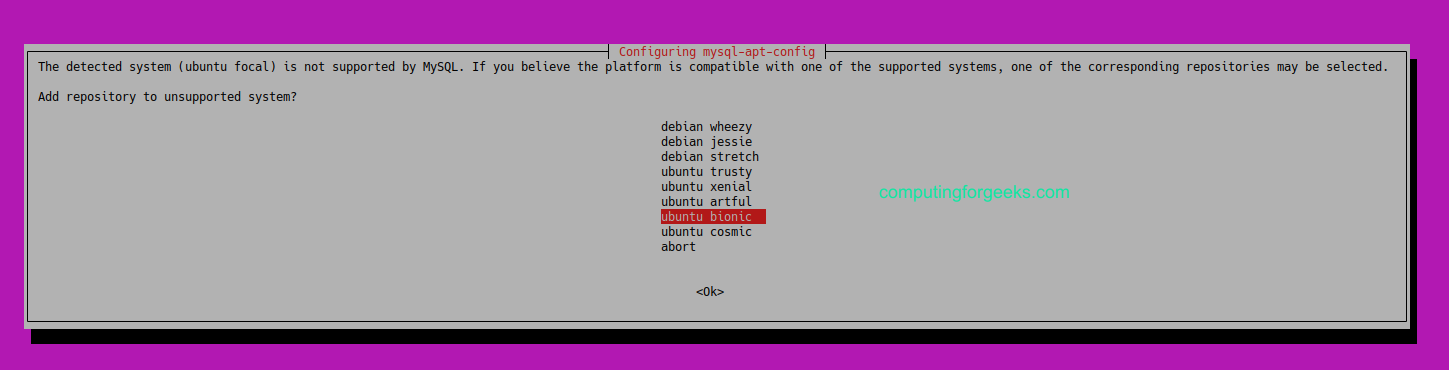 Configuring mysql-apt-config
The detected system (ubuntu focal) is not supported by MySQL. If you believe the platform is compatible with one of the supported systems, one of the corresponding repositories may be selected.
Add repository to unsupported system?
debian wheezy
debian jessie
debian stretch
ubuntu trusty
ubuntu xenial
computingforgeeks.com
ubuntu artful
ubuntu bionic
ubuntu cosmic
abort
<Ok>